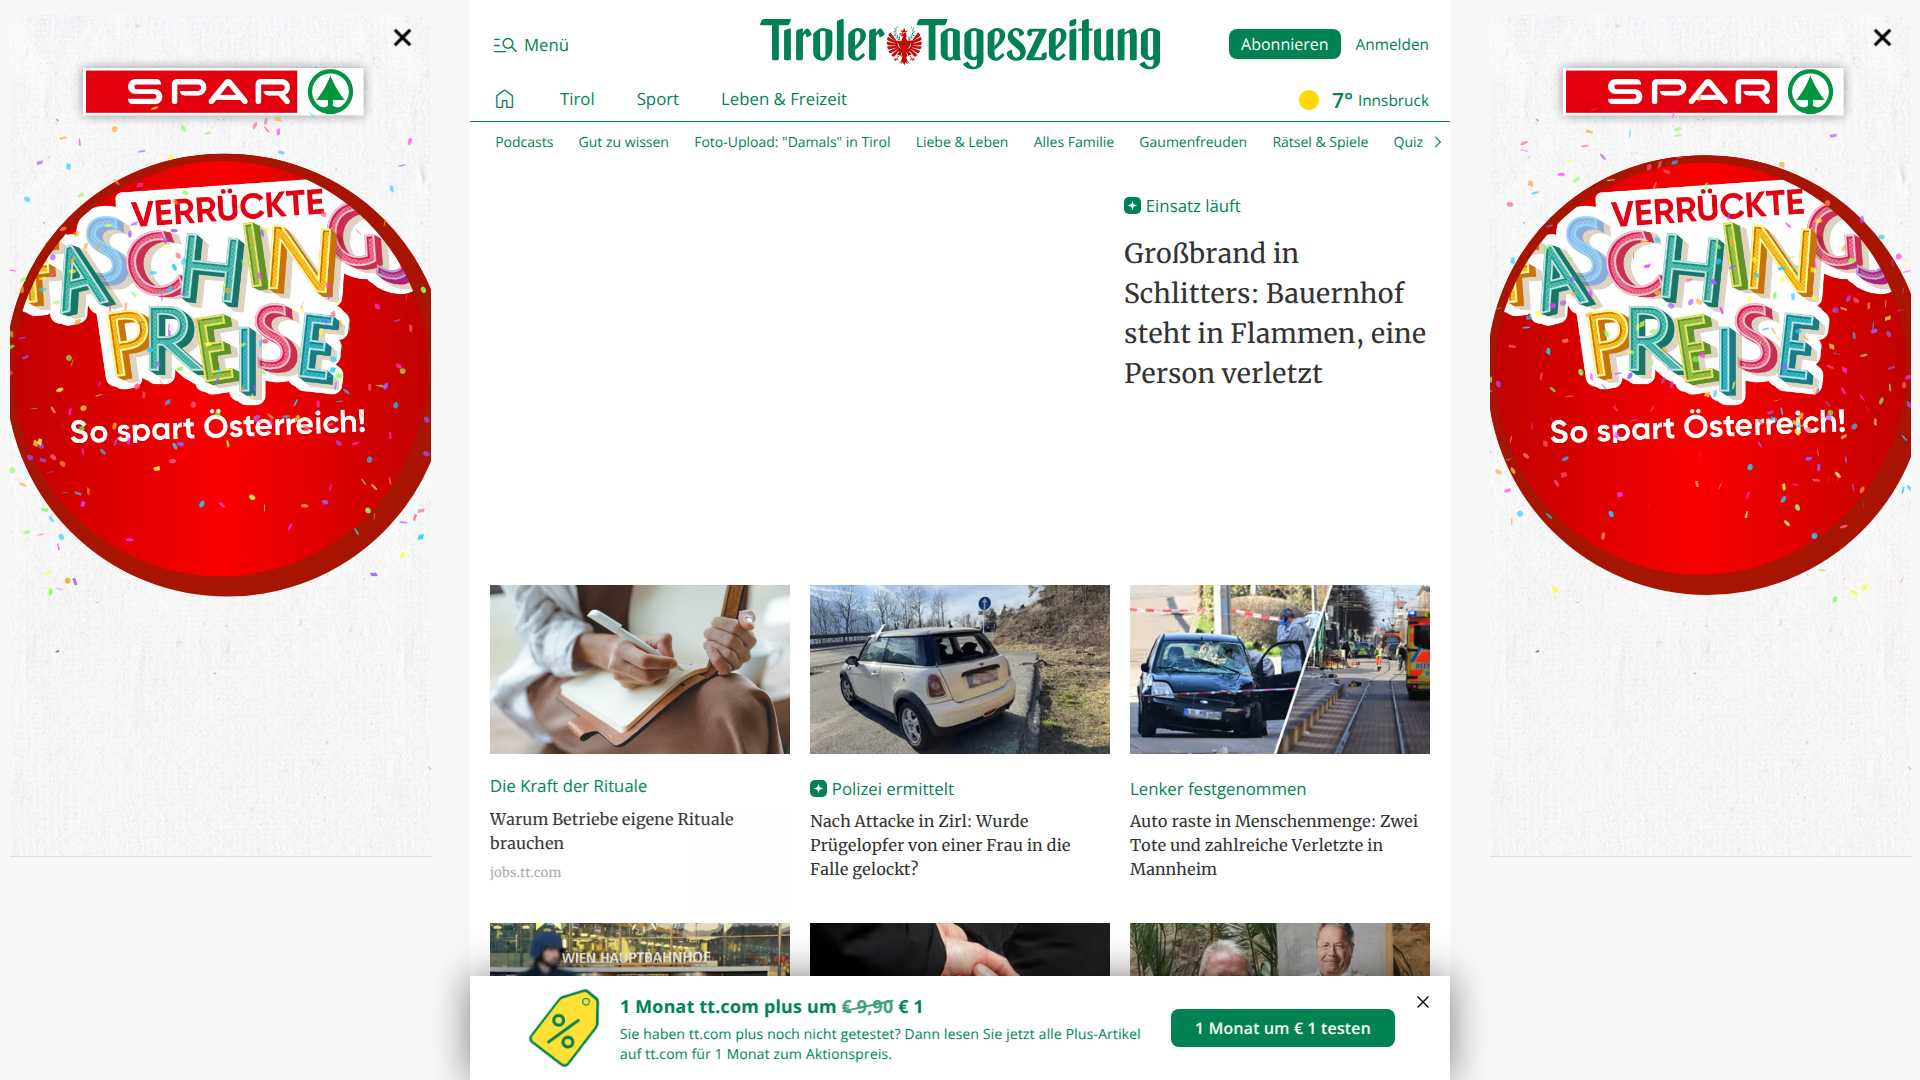 SPAR
VERRÜCKTE
FASCHINGS
PREISE
So spart Österreich!
Menü
Tiroler Tageszeitung
Abonnieren
Anmelden
Tirol
Sport
Leben & Freizeit
7° Innsbruck
Podcasts
Gut zu wissen
Foto-Upload: "Damals" in Tirol
Liebe & Leben
Alles Familie
Gaumenfreuden
Rätsel & Spiele
Quiz
Einsatz läuft
Großbrand in
Schlitters: Bauernhof
steht in Flammen, eine
Person verletzt
Die Kraft der Rituale
Warum Betriebe eigene Rituale
brauchen
jobs.tt.com
Polizei ermittelt
Nach Attacke in Zirl: Wurde
Prügelopfer von einer Frau in die
Falle gelockt?
Lenker festgenommen
Auto raste in Menschenmenge: Zwei
Tote und zahlreiche Verletzte in
Mannheim
WIEN HAUPTBAHNHOF
1 Monat tt.com plus um € 9,90 € 1
Sie haben tt.com plus noch nicht getestet? Dann lesen Sie jetzt alle Plus-Artikel
auf tt.com für 1 Monat zum Aktionspreis.
1 Monat um € 1 testen
SPAR
VERRÜCKTE
FASCHINGS
PREISE
So spart Österreich!